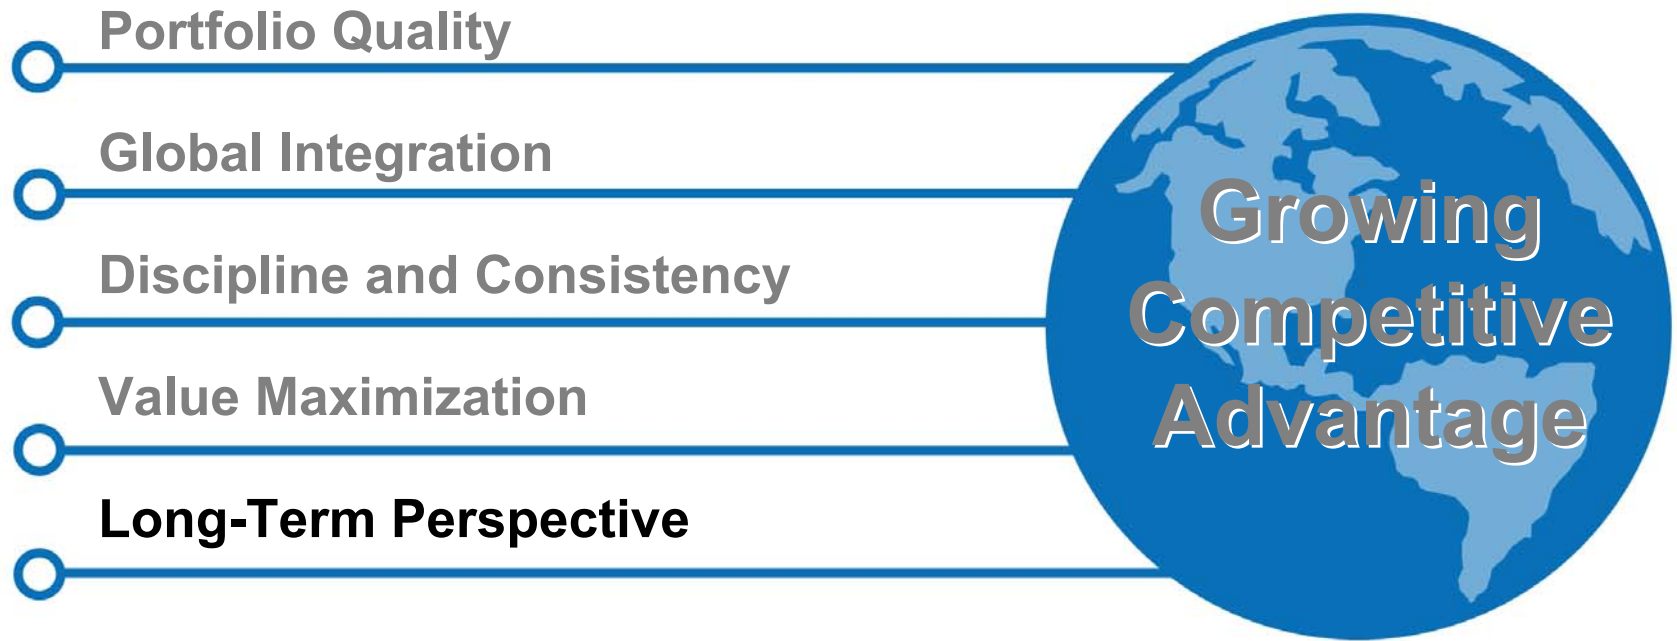 Portfolio Quality
Global Integration
Discipline and Consistency
Value Maximization
Long-Term Perspective
Growing
Competitive
Advantage